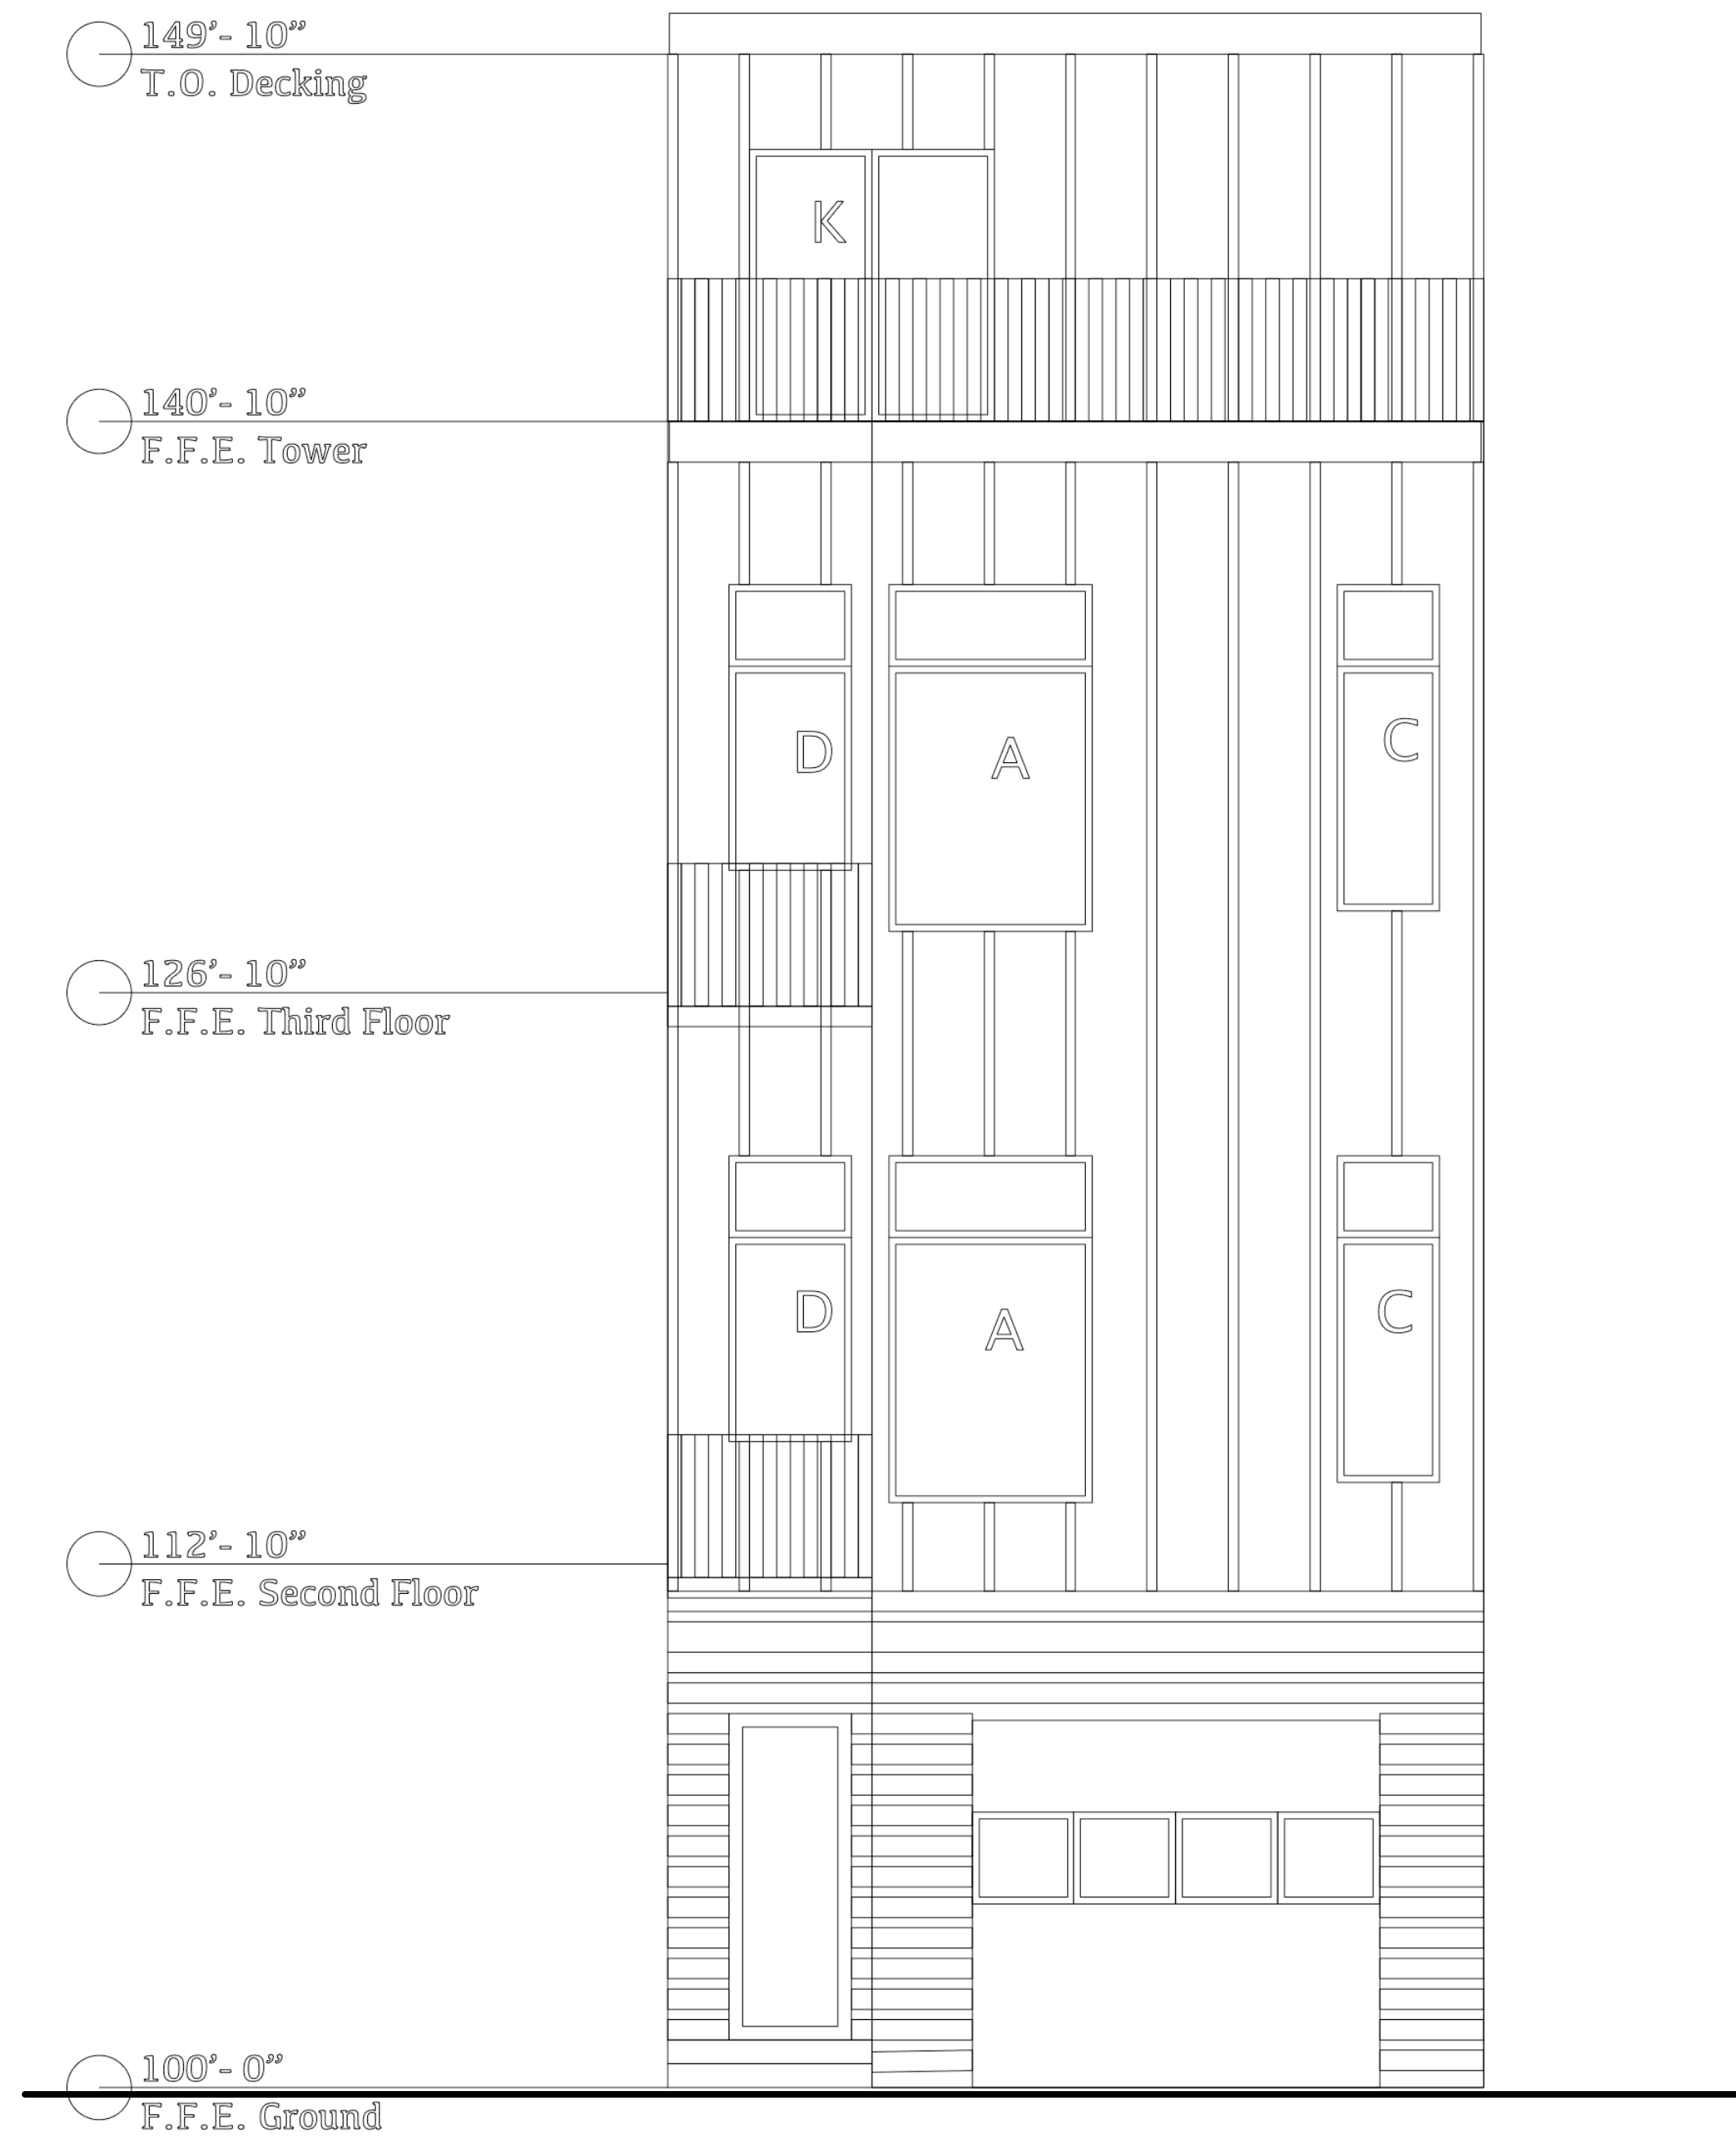 149’- 10”
T.O. Decking
K
140’- 10”
F.F.E. Tower
D A C
126’- 10”
F.F.E. Third Floor
D A C
112’- 10”
F.F.E. Second Floor
100’- 0”
F.F.E. Ground